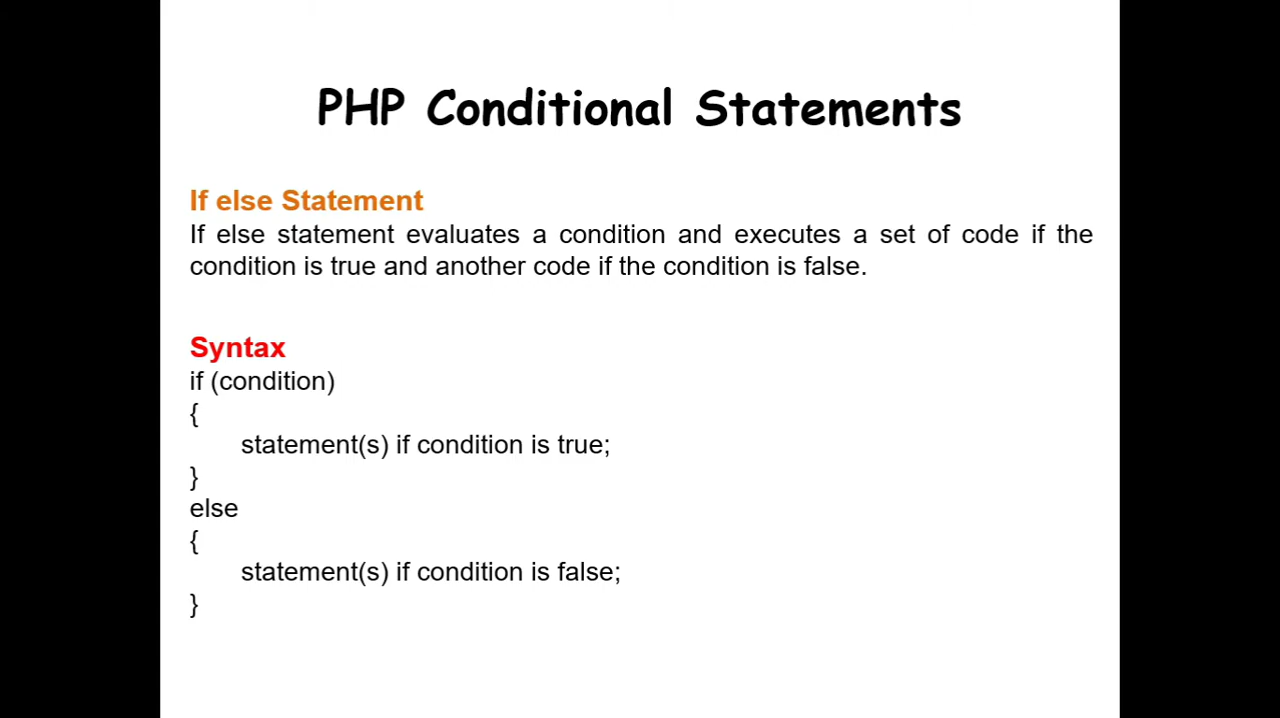 PHP Conditional Statements
If else Statement
If else statement evaluates a condition and executes a set of code if the
condition is true and another code if the condition is false.
Syntax
if (condition)
{
statement(s) if condition is true;
}
else
{
statement(s) if condition is false;
}